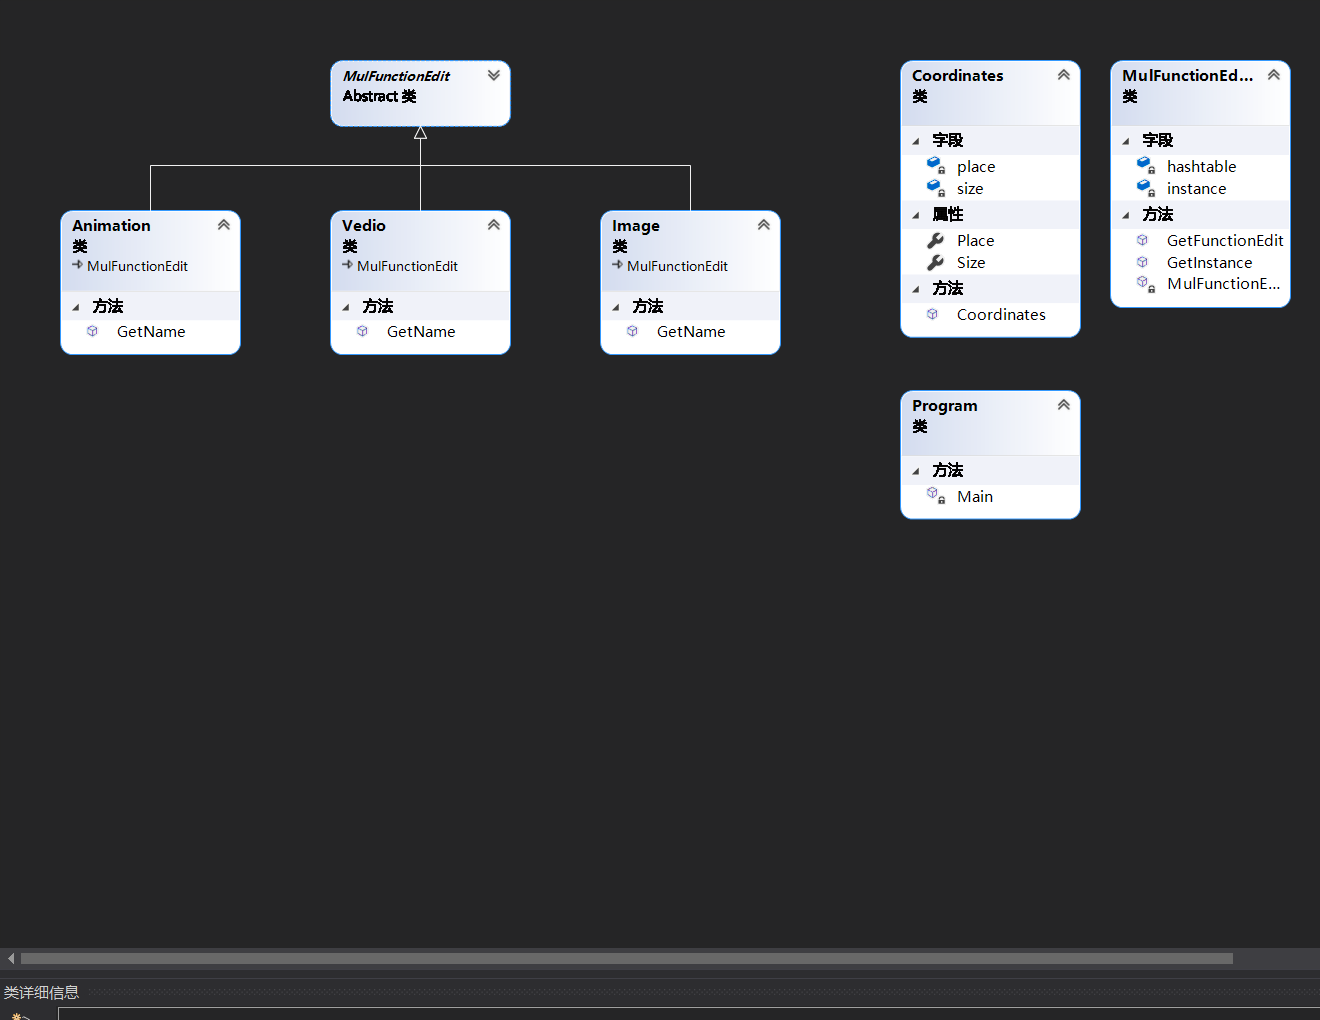 MulFunctionEdit
Abstract 类
Animation
类
MulFunctionEdit
方法
GetName
Vedio
类
MulFunctionEdit
方法
GetName
Image
类
MulFunctionEdit
方法
GetName
Coordinates
类
字段
place
size
属性
Place
Size
方法
Coordinates
MulFunctionEd...
类
字段
hashtable
instance
方法
GetFunctionEdit
GetInstance
MulFunctionE...
Program
类
方法
Main
类详细信息